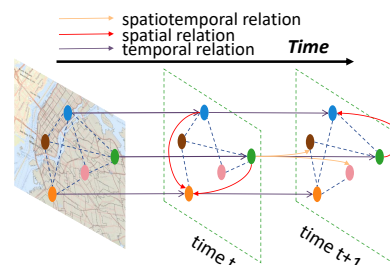 spatiotemporal relation
spatial relation
temporal relation
Time
time t
time t+1